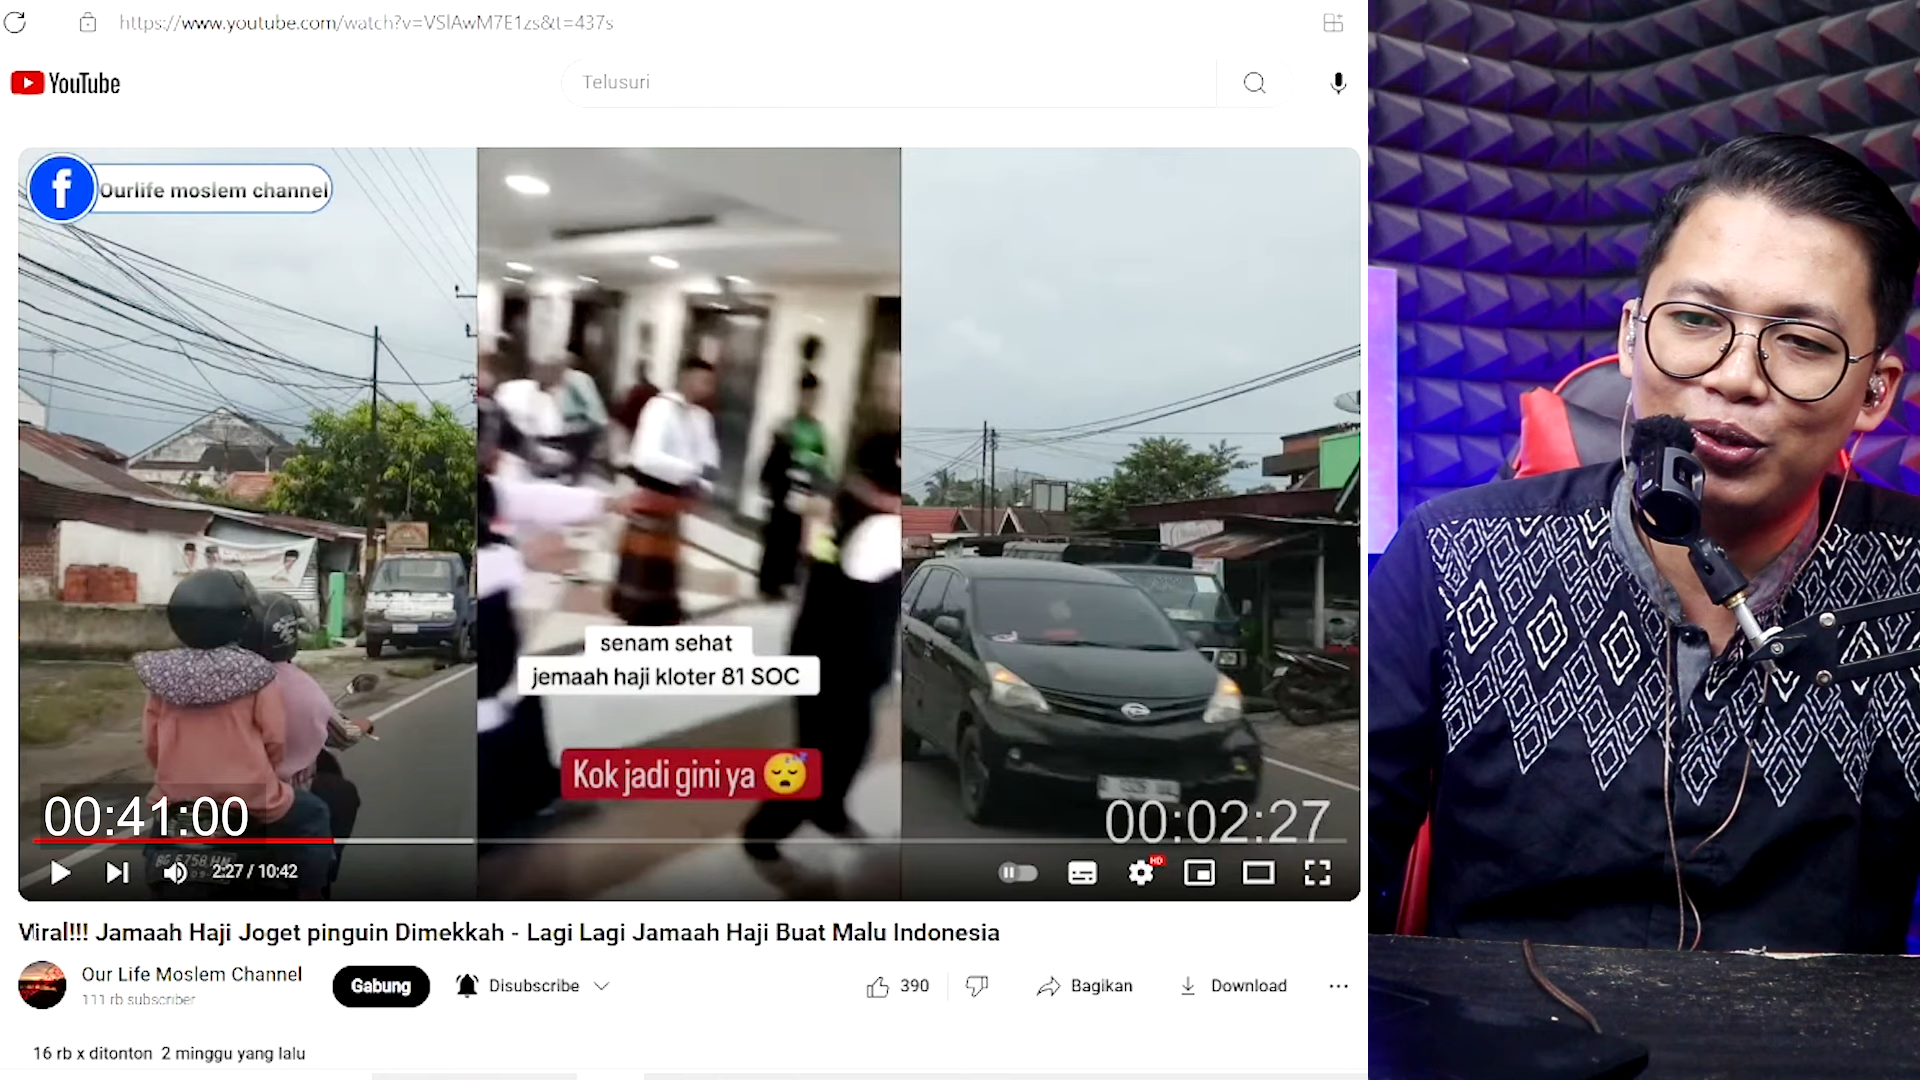 https://www.youtube.com/watch?v=VSlAwM7E1zs&t=437s
YouTube
Telusuri
Ourlife moslem channel
senam sehat
jemaah haji kloter 81 SOC
Kok jadi gini ya
00:41:00
00:02:27
2:27 / 10:42
HD
Viral!!! Jamaah Haji Joget pinguin Dimekkah - Lagi Lagi Jamaah Haji Buat Malu Indonesia
Our Life Moslem Channel
111 rb subscriber
Gabung
Disubscribe
390
Bagikan
Download
16 rb x ditonton 2 minggu yang lalu